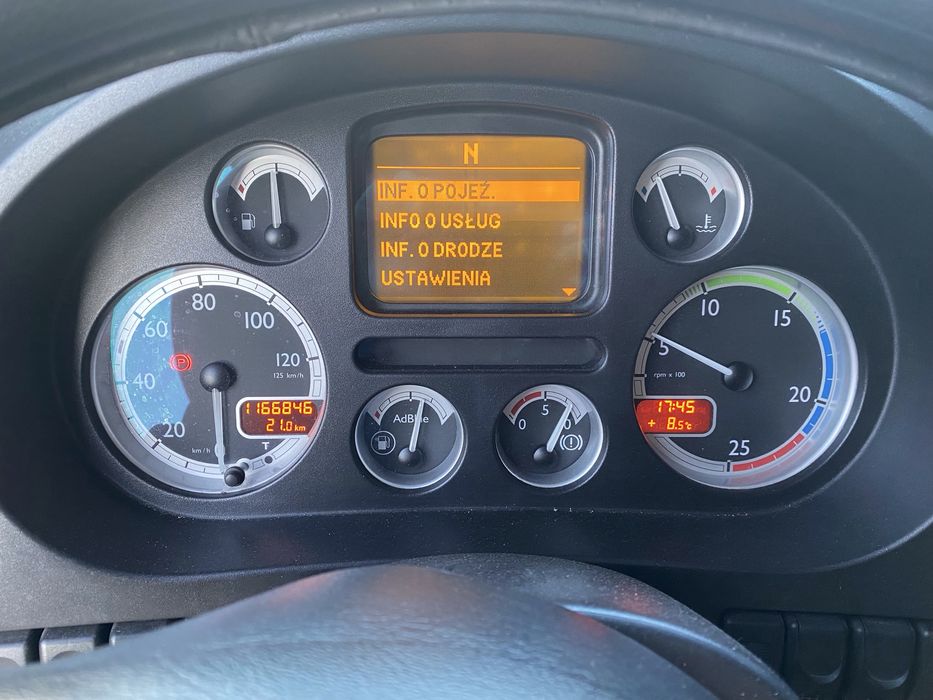 N
INF. O POJEŹ.
INFO O USŁUG
INF. O DRODZE
USTAWIENIA
20
40
60
80
100
120
125 km/h
km/h
P
1166846
21.0 km
T
AdBlue
0
5
5
10
15
20
25
rpm x 100
17:45
+ 8.5°C